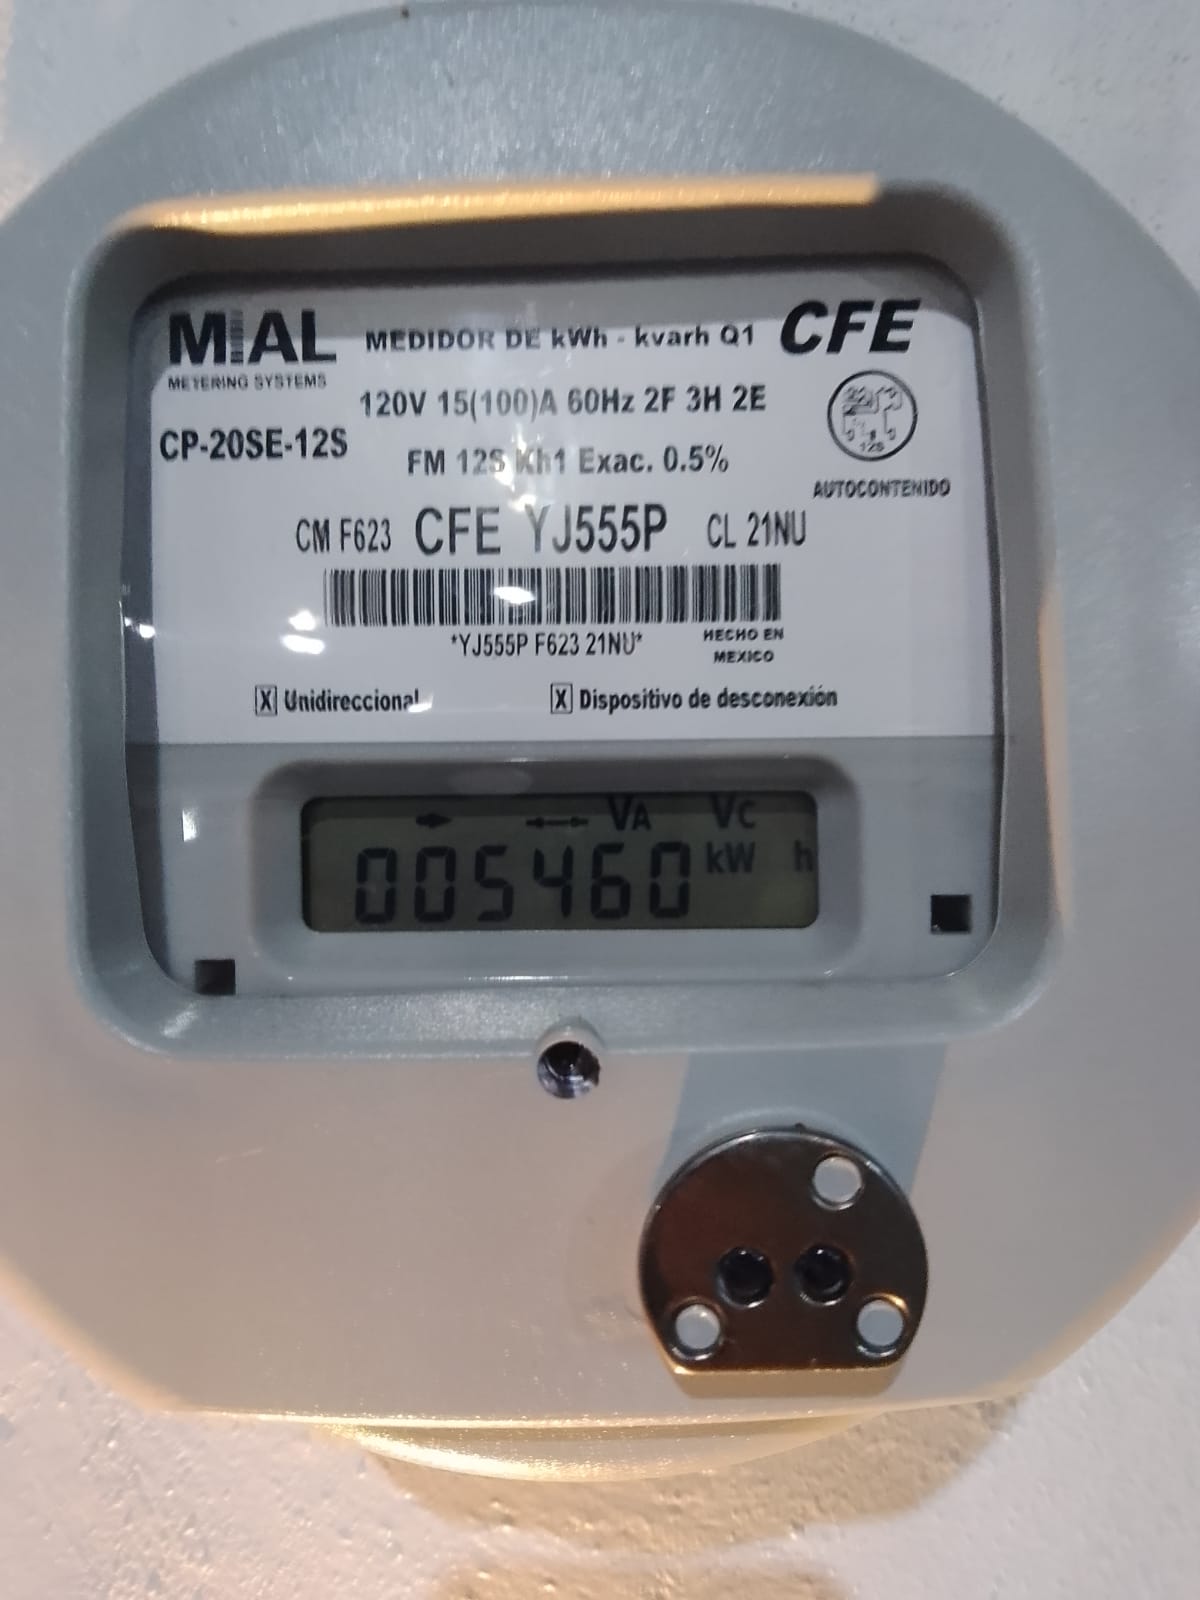 MIAL
METERING SYSTEMS
MEDIDOR DE kWh - kvarh Q1
CFE
120V 15(100)A 60Hz 2F 3H 2E
CP-20SE-12S
FM 12S Kh1 Exac. 0.5%
12S
AUTOCONTENIDO
CM F623 CFE YJ555P CL 21NU
*YJ555P F623 21NU*
HECHO EN
MEXICO
X Unidireccional
X Dispositivo de desconexión
VA VC
005460 kW h